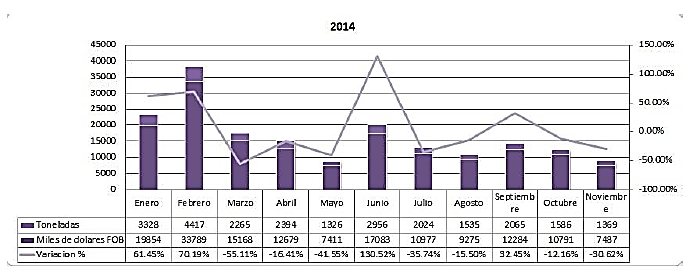 2014
45000 150.00%
40000
35000 100.00%
30000
25000 50.00%
20000 0.00%
15000
10000 -50.00%
5000
0 -100.00%
Enero Febrero Marzo Abril Mayo Junio Julio Agosto Septiembre Octubre Noviembre
Toneladas 3328 4417 2265 2394 1326 2956 2024 1535 2065 1586 1369
Miles de dolares FOB 19854 33789 15168 12679 7411 17083 10977 9275 12284 10791 7487
Variacion % 61.45% 70.19% -55.11% -16.41% -41.55% 130.52% -35.74% -15.50% 32.45% -12.16% -30.62%